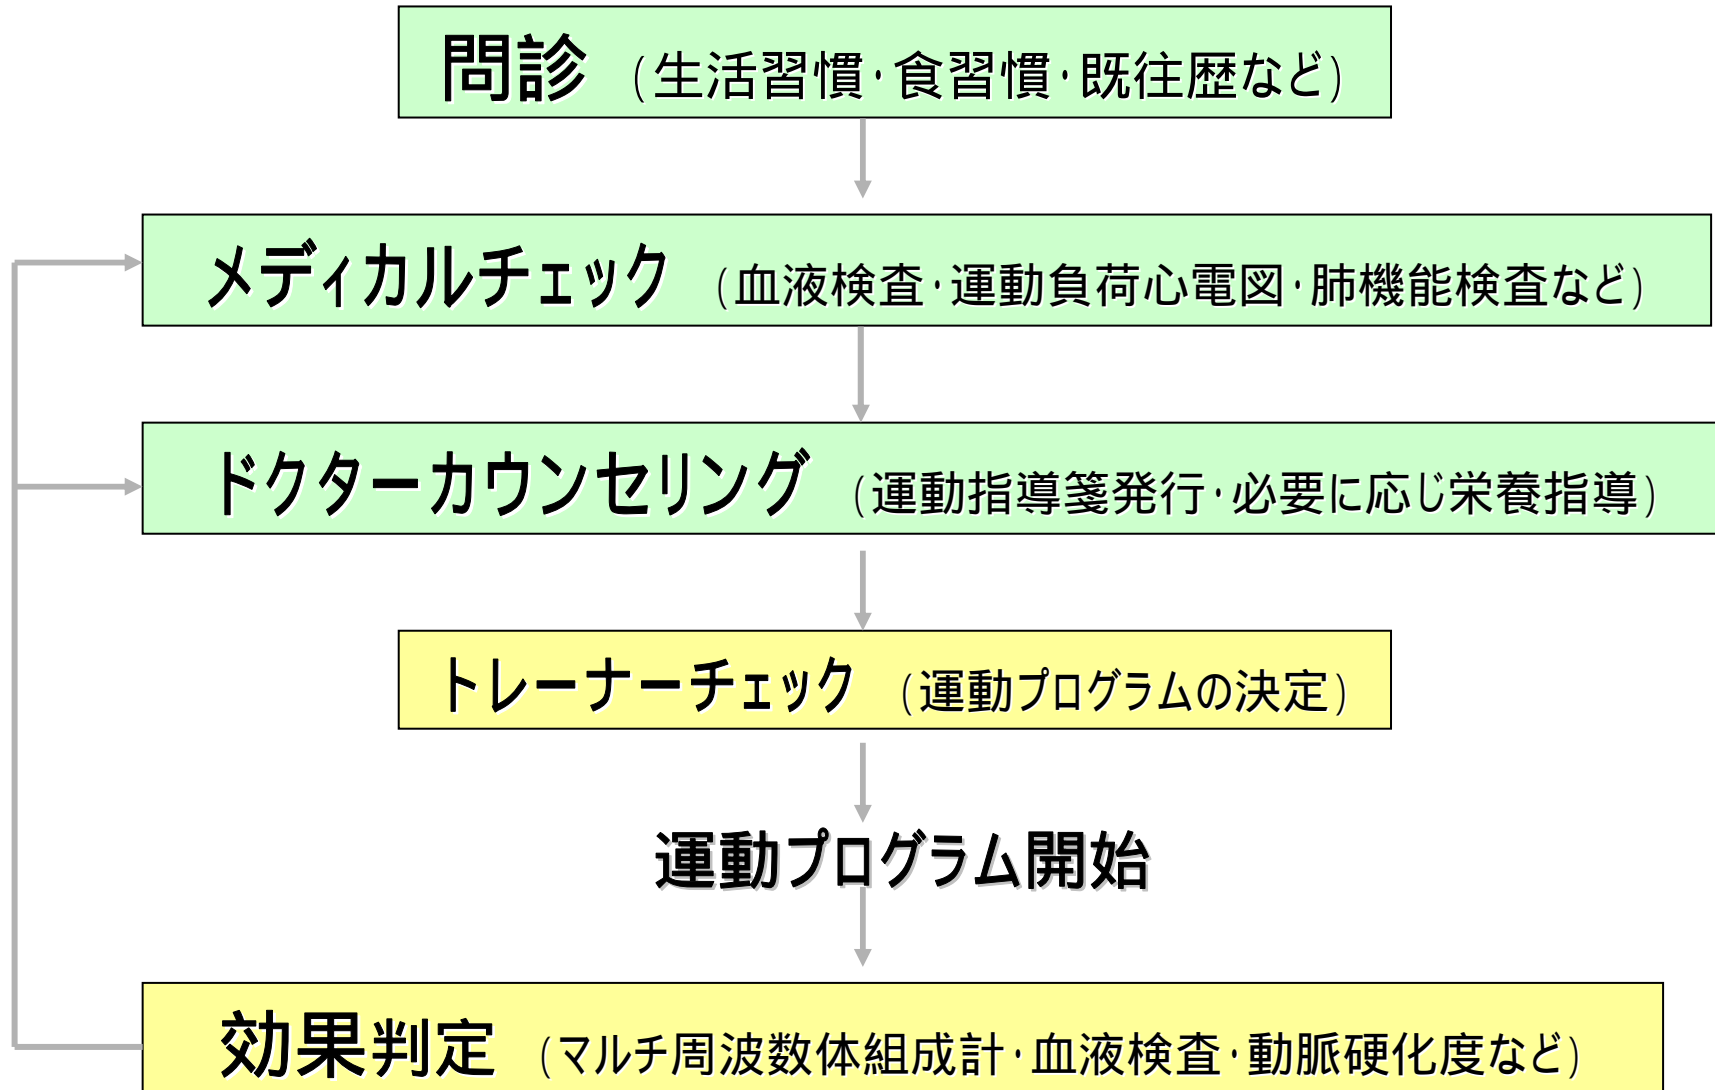 問診 (生活習慣・食習慣・既往歴など)
メディカルチェック (血液検査・運動負荷心電図・肺機能検査など)
ドクターカウンセリング (運動指導箋発行・必要に応じ栄養指導)
トレーナーチェック (運動プログラムの決定)
運動プログラム開始
効果判定 (マルチ周波数体組成計・血液検査・動脈硬化度など)